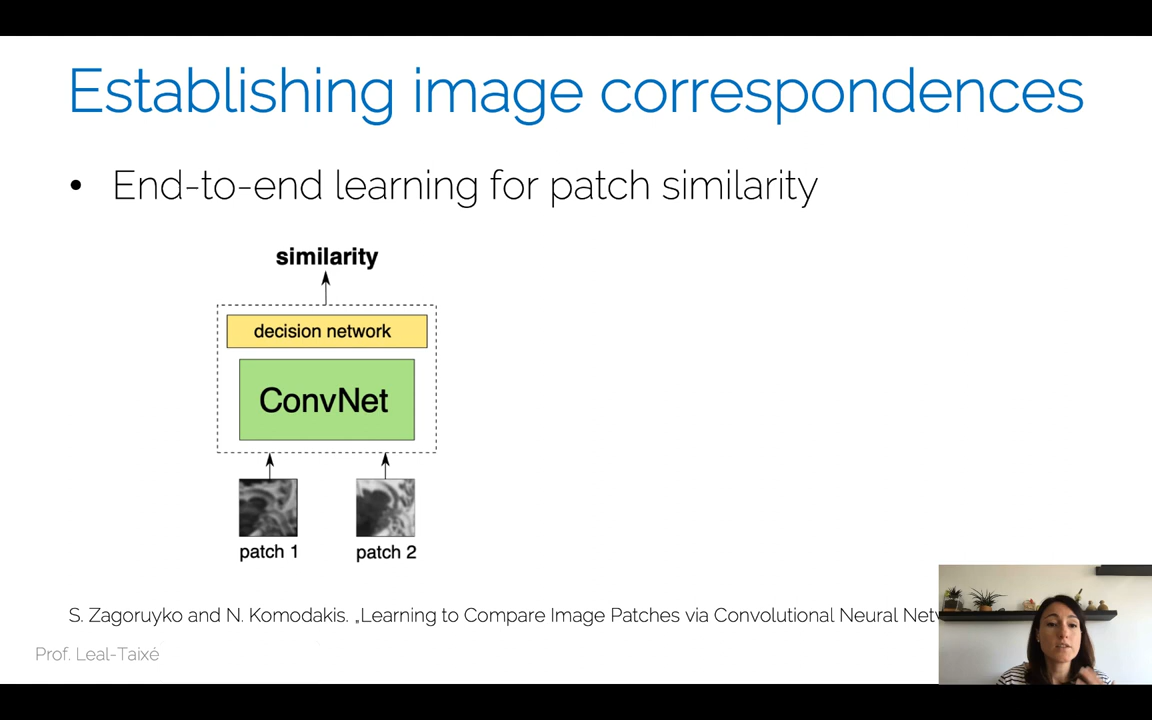 Establishing image correspondences
• End-to-end learning for patch similarity
similarity
decision network
ConvNet
patch 1
patch 2
S. Zagoruyko and N. Komodakis. „Learning to Compare Image Patches via Convolutional Neural
Prof. Leal-Taixé